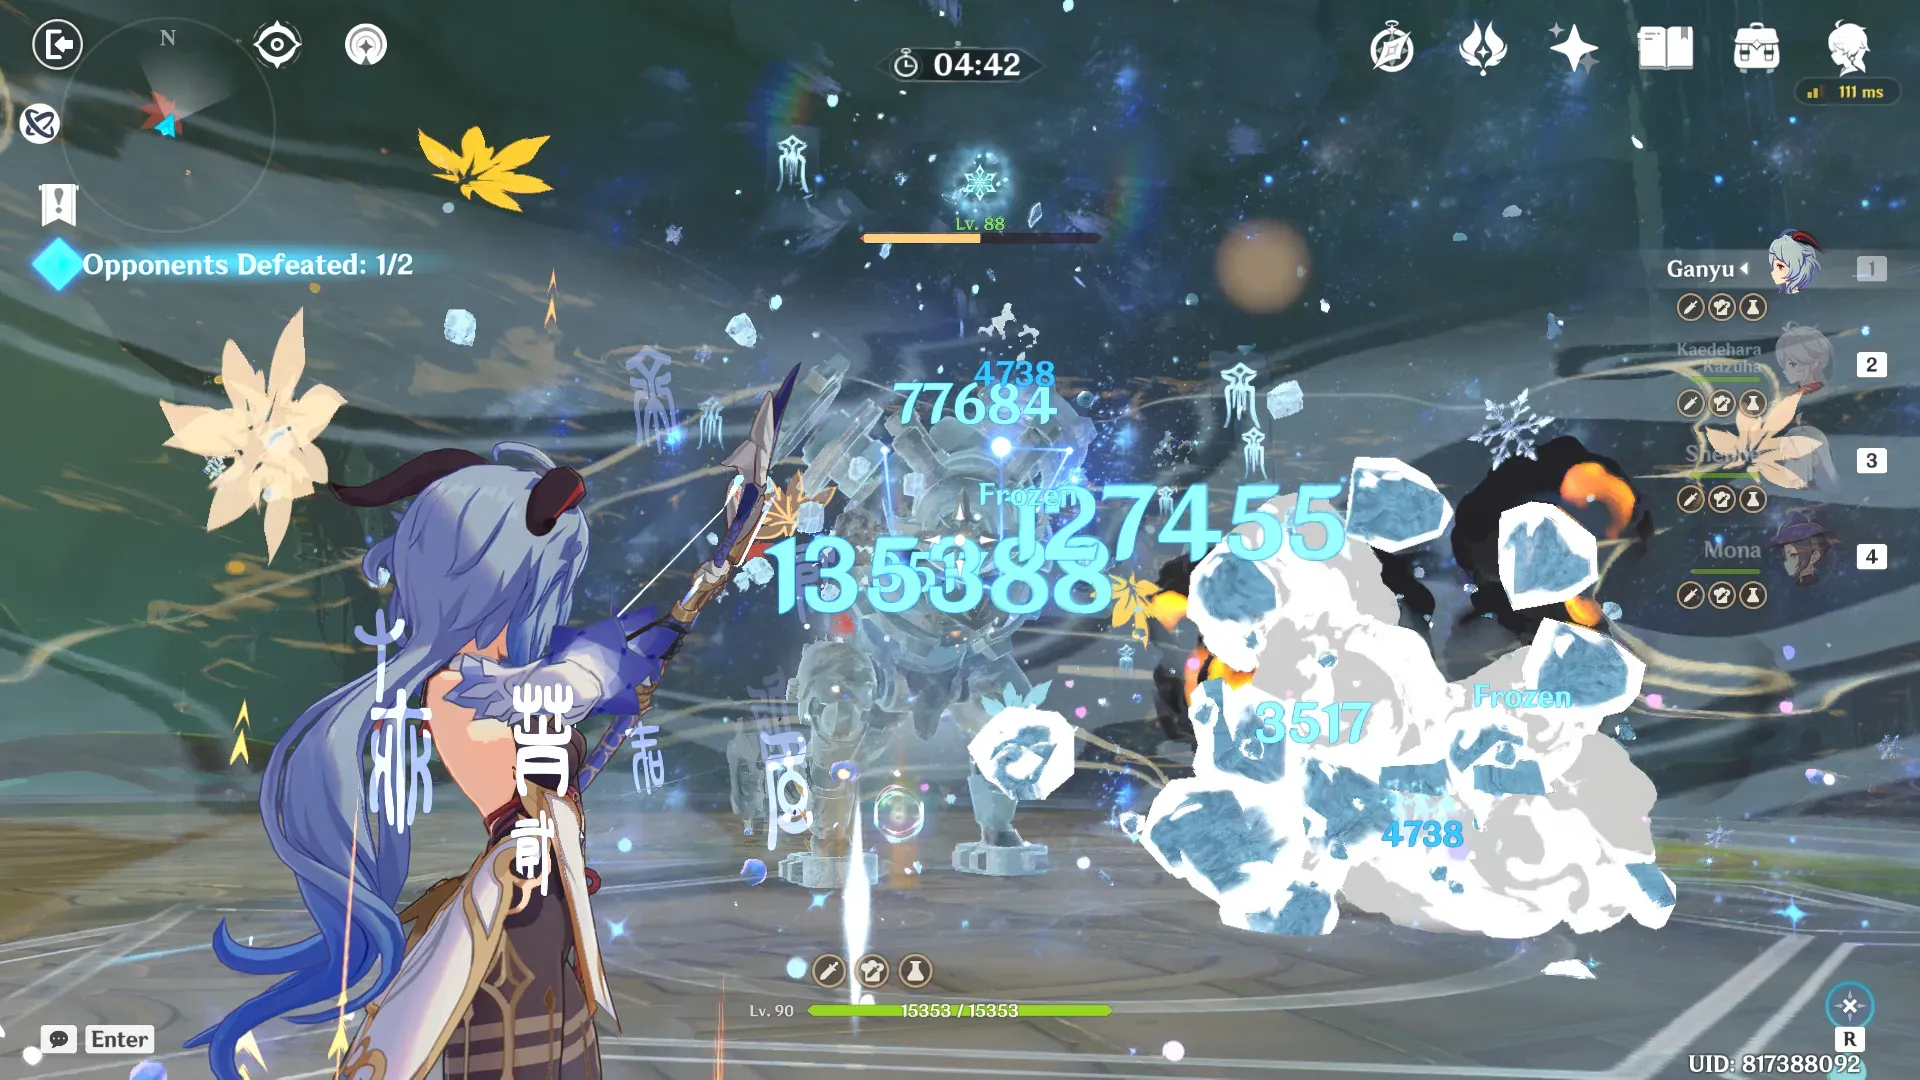 N
04:42
111 ms
Lv. 88
Opponents Defeated: 1/2
Ganyu
1
Kaedehara
Kazuha
2
4738
77684
3
Frozen
127455
135388
Mona
4
Frozen
3517
4738
Lv. 90
15353 / 15353
Enter
R
UID: 817388092